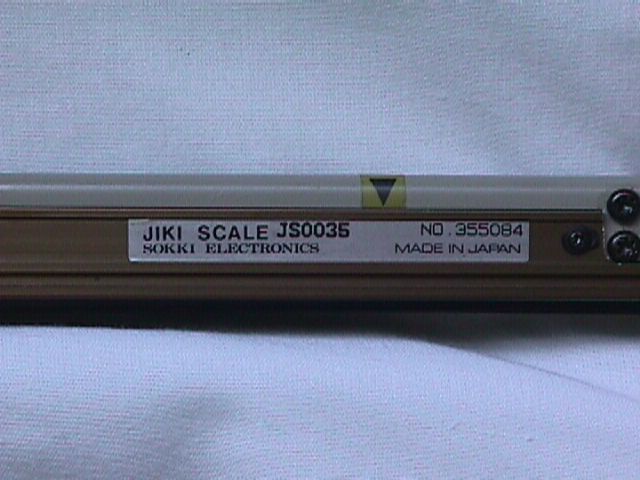 JIKI SCALE JS0035 NO.355084
SOKKI ELECTRONICS MADE IN JAPAN